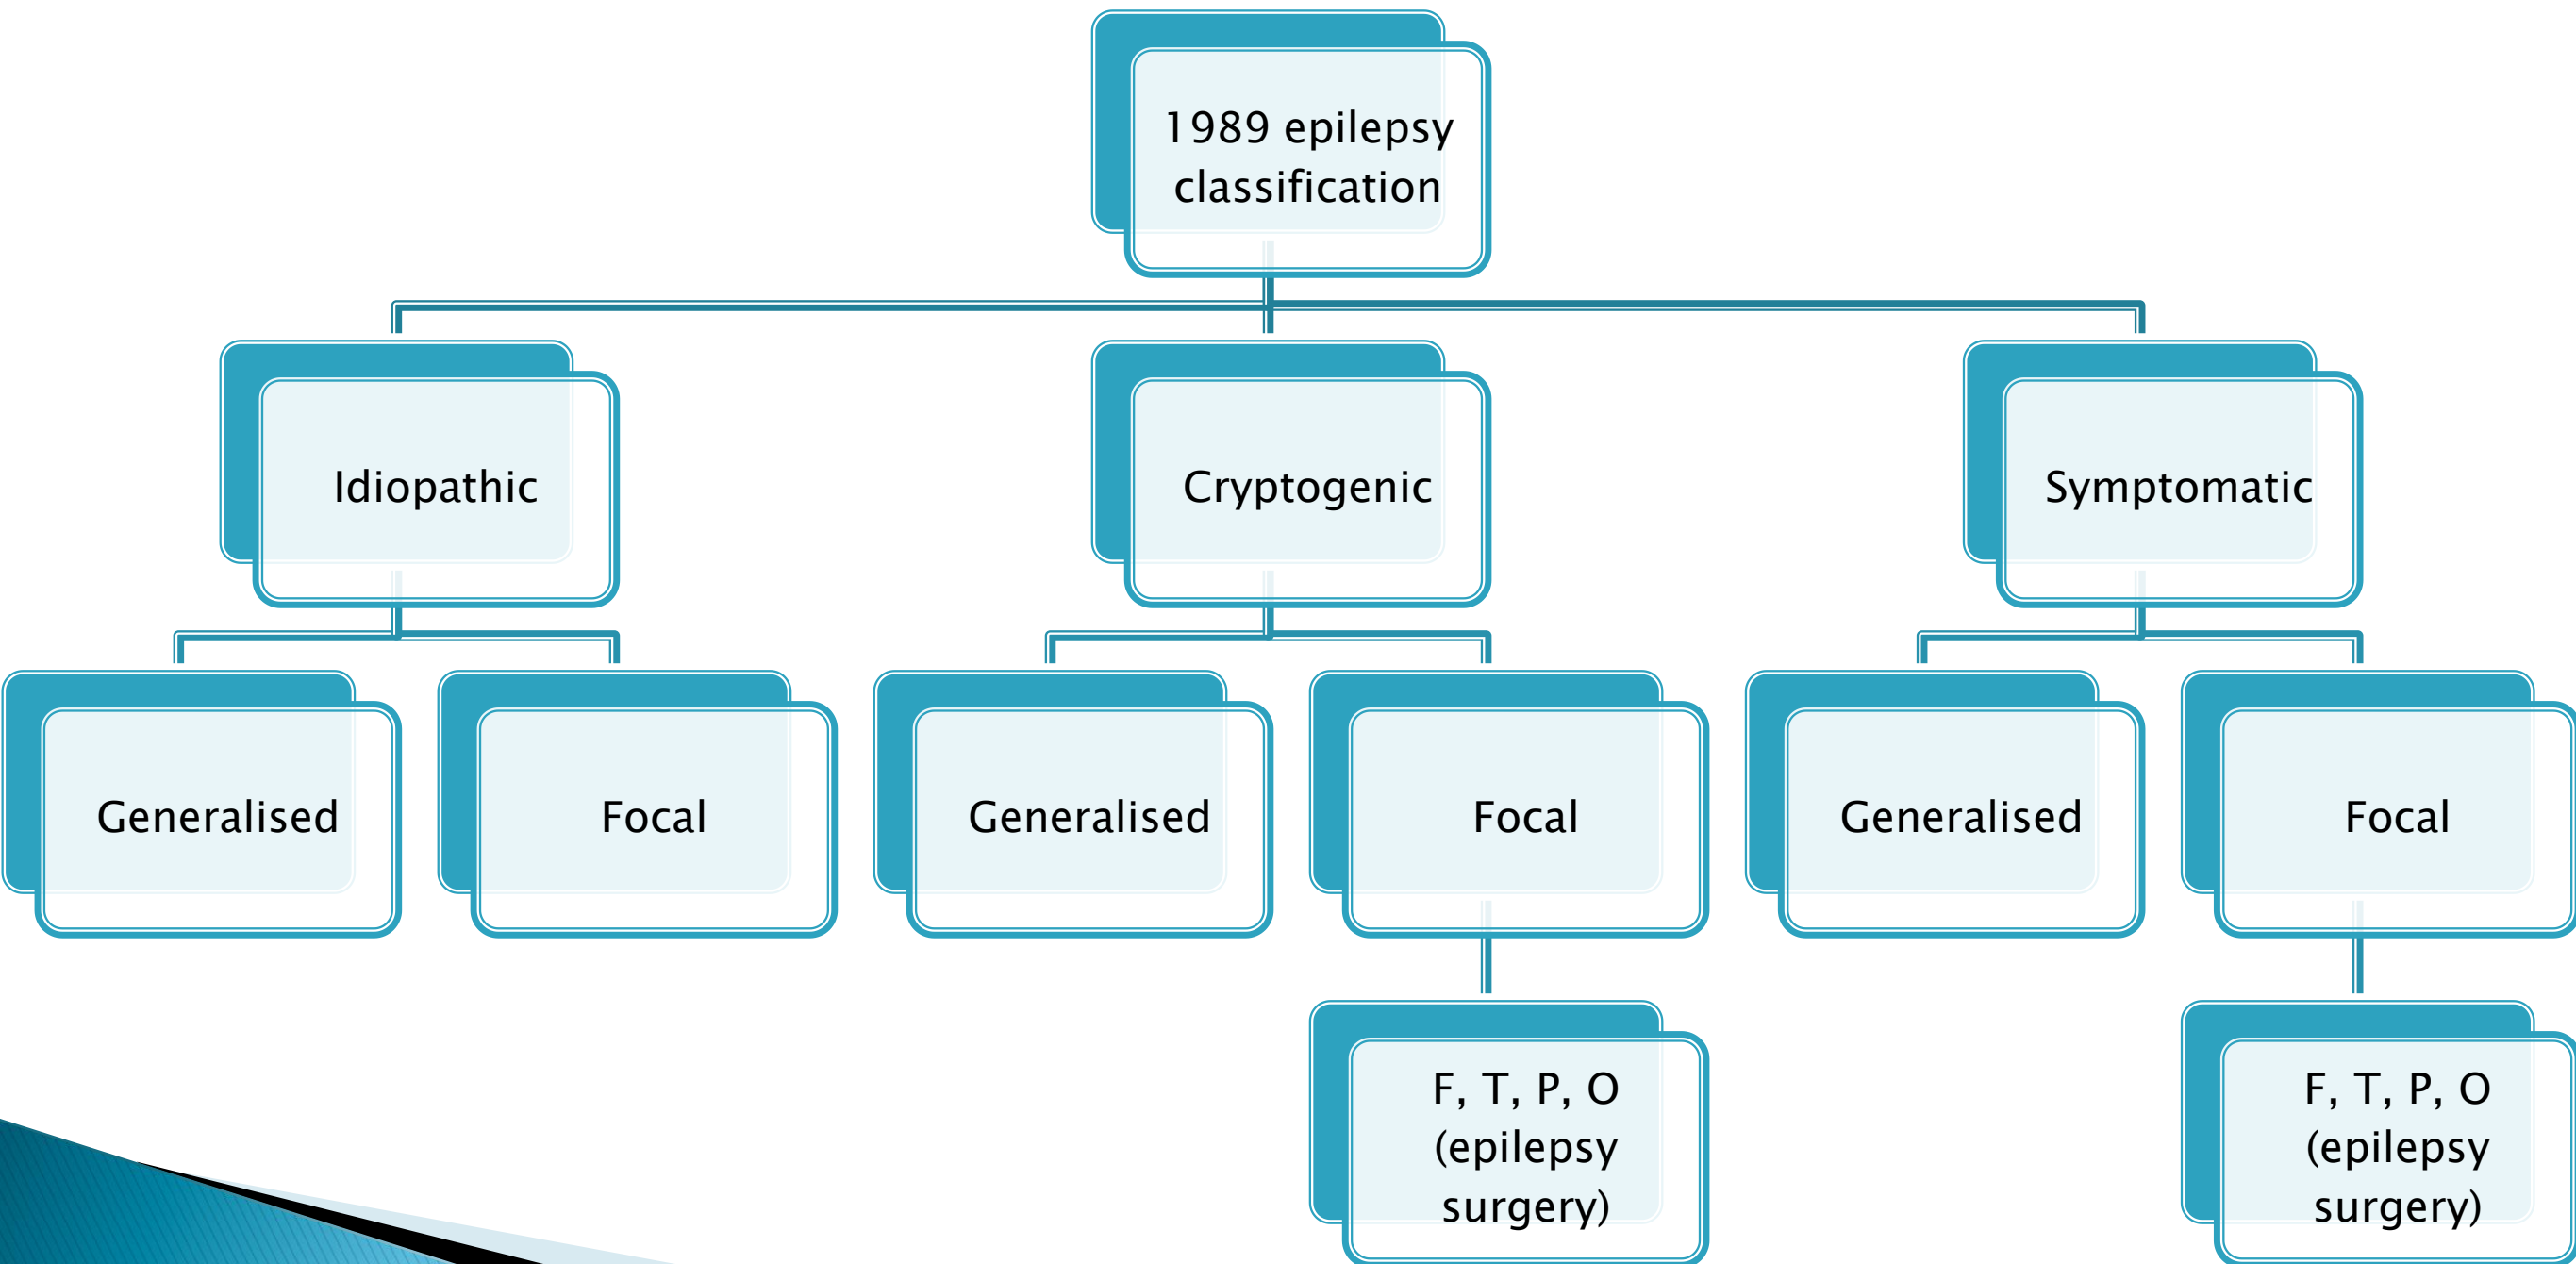 1989 epilepsy
classification
Idiopathic
Cryptogenic
Symptomatic
Generalised
Focal
Generalised
Focal
Generalised
Focal
F, T, P, O
(epilepsy
surgery)
F, T, P, O
(epilepsy
surgery)